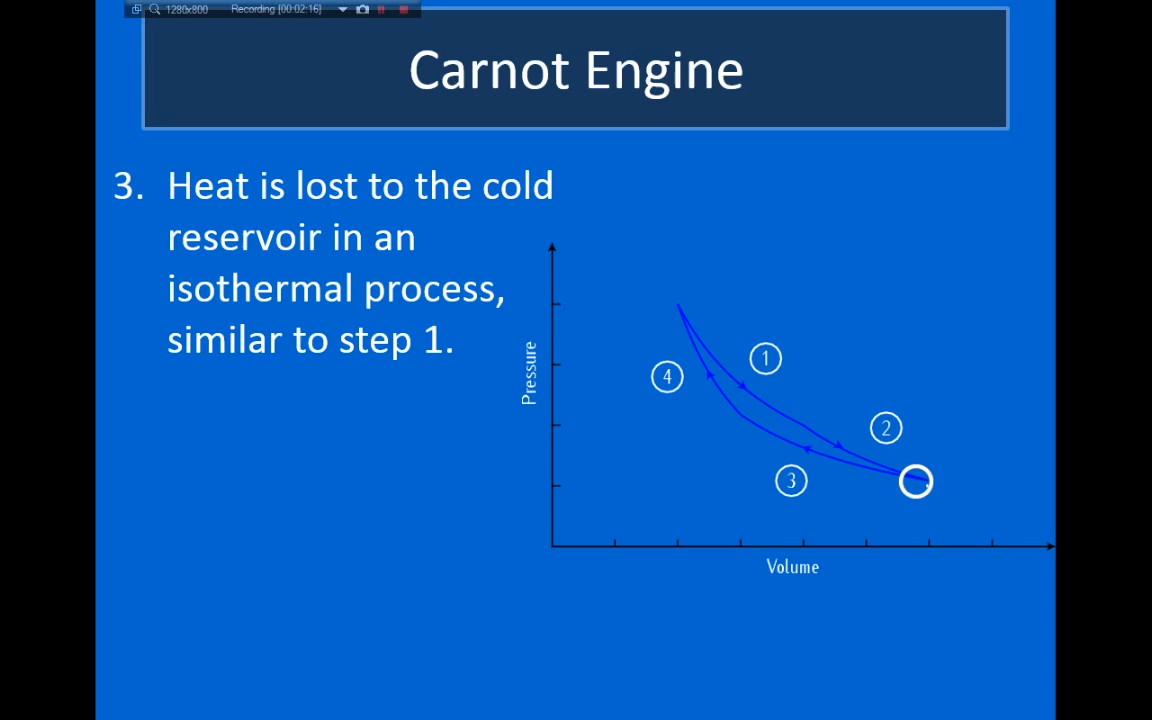 1280x800 Recording [00:02:16]
Carnot Engine
3. Heat is lost to the cold
reservoir in an
isothermal process,
similar to step 1.
Pressure
1
4
2
3
Volume